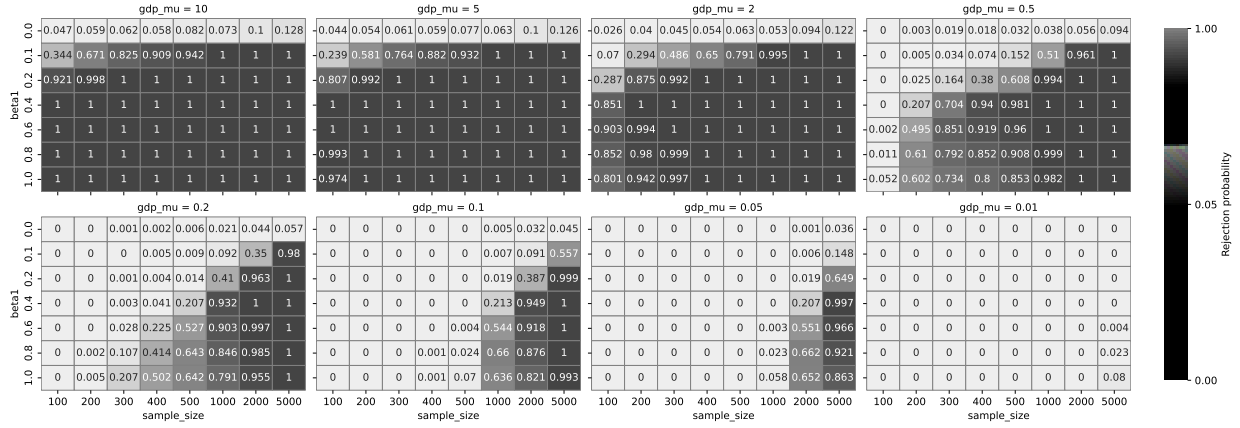 gdp_mu = 10 gdp_mu = 5 gdp_mu = 2 gdp_mu = 0.5
0.0 0.047 0.059 0.062 0.058 0.082 0.073 0.1 0.128 0.044 0.054 0.061 0.059 0.077 0.063 0.1 0.126 0.026 0.04 0.045 0.054 0.063 0.053 0.094 0.122 0 0.003 0.019 0.018 0.032 0.038 0.056 0.094 1.00
0.1 0.344 0.671 0.825 0.909 0.942 1 1 1 0.239 0.581 0.764 0.882 0.932 1 1 1 0.07 0.294 0.486 0.65 0.791 0.995 1 1 0 0.005 0.034 0.074 0.152 0.51 0.961 1
0.2 0.921 0.998 1 1 1 1 1 1 0.807 0.992 1 1 1 1 1 1 0.287 0.875 0.992 1 1 1 1 1 0 0.025 0.164 0.38 0.608 0.994 1 1
beta1
0.4 1 1 1 1 1 1 1 1 1 1 1 1 1 1 1 1 0.851 1 1 1 1 1 1 1 0 0.207 0.704 0.94 0.981 1 1 1
0.6 1 1 1 1 1 1 1 1 1 1 1 1 1 1 1 1 0.903 0.994 1 1 1 1 1 1 0.002 0.495 0.851 0.919 0.96 1 1 1
0.8 1 1 1 1 1 1 1 1 0.993 1 1 1 1 1 1 1 0.852 0.98 0.999 1 1 1 1 1 0.011 0.61 0.792 0.852 0.908 0.999 1 1
1.0 1 1 1 1 1 1 1 1 0.974 1 1 1 1 1 1 1 0.801 0.942 0.997 1 1 1 1 1 0.052 0.602 0.734 0.8 0.853 0.982 1 1
gdp_mu = 0.2 gdp_mu = 0.1 gdp_mu = 0.05 gdp_mu = 0.01
0.05
Rejection probability
0.0 0 0 0.001 0.002 0.006 0.021 0.044 0.057 0 0 0 0 0 0.005 0.032 0.045 0 0 0 0 0 0 0.001 0.036 0 0 0 0 0 0 0 0
0.1 0 0 0 0.005 0.009 0.092 0.35 0.98 0 0 0 0 0 0.007 0.091 0.557 0 0 0 0 0 0 0.006 0.148 0 0 0 0 0 0 0 0
0.2 0 0 0.001 0.004 0.014 0.41 0.963 1 0 0 0 0 0 0.019 0.387 0.999 0 0 0 0 0 0 0.019 0.649 0 0 0 0 0 0 0 0
beta1
0.4 0 0 0.003 0.041 0.207 0.932 1 1 0 0 0 0 0 0.213 0.949 1 0 0 0 0 0 0 0.207 0.997 0 0 0 0 0 0 0 0
0.6 0 0 0.028 0.225 0.527 0.903 0.997 1 0 0 0 0 0.004 0.544 0.918 1 0 0 0 0 0 0.003 0.551 0.966 0 0 0 0 0 0 0 0.004
0.8 0 0.002 0.107 0.414 0.643 0.846 0.985 1 0 0 0 0.001 0.024 0.66 0.876 1 0 0 0 0 0 0.023 0.662 0.921 0 0 0 0 0 0 0 0.023
1.0 0 0.005 0.207 0.502 0.642 0.791 0.955 1 0 0 0 0.001 0.07 0.636 0.821 0.993 0 0 0 0 0 0.058 0.652 0.863 0 0 0 0 0 0 0 0.08 0.00
100 200 300 400 500 1000 2000 5000 100 200 300 400 500 1000 2000 5000 100 200 300 400 500 1000 2000 5000 100 200 300 400 500 1000 2000 5000
sample_size sample_size sample_size sample_size